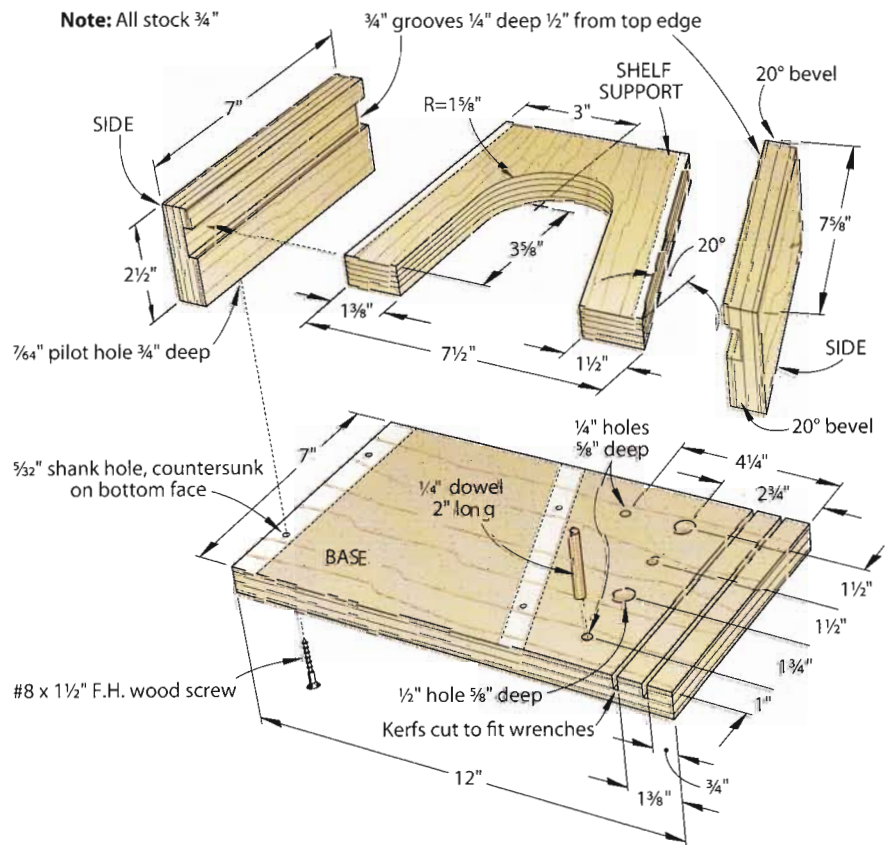 Note: All stock ¾"
¾" grooves ¼" deep ½" from top edge
20° bevel
SHELF
SUPPORT
7"
R=1⅝"
3"
SIDE
7⅝"
3⅝"
20°
2½"
1⅜"
7½"
1½"
SIDE
7/64" pilot hole ¾" deep
20° bevel
¼" holes
⅝" deep
4¼"
7"
5/32" shank hole, countersunk
on bottom face
¼" dowel
2" long
2¾"
BASE
1½"
1½"
1¾"
1"
#8 x 1½" F.H. wood screw
½" hole ⅝" deep
Kerfs cut to fit wrenches
12"
¾"
1⅜"